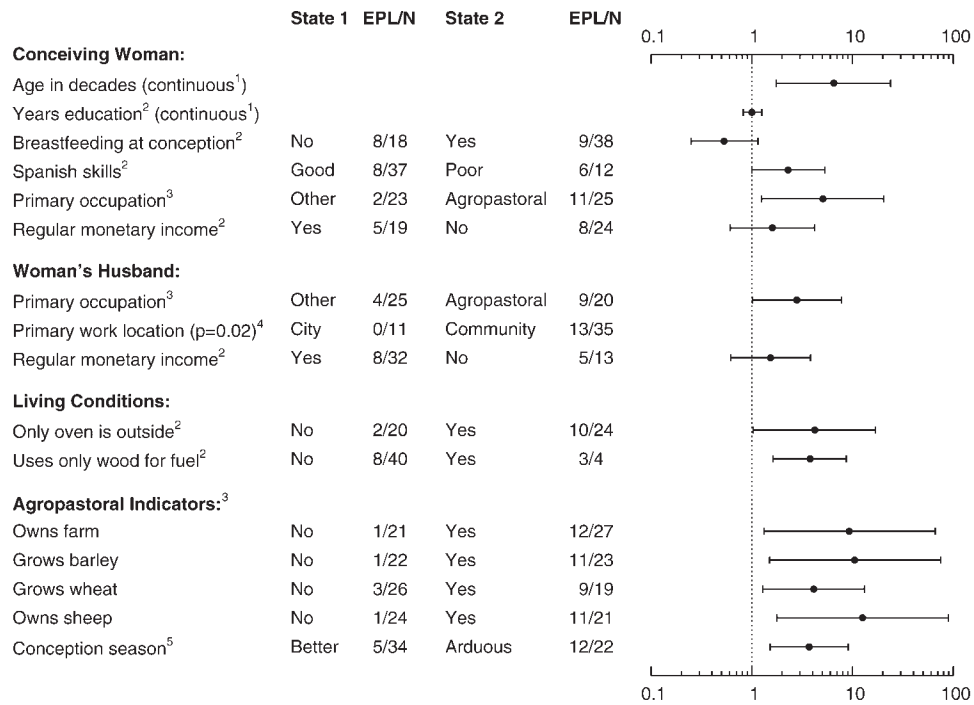 State 1 EPL/N State 2 EPL/N
0.1 1 10 100
Conceiving Woman:
Age in decades (continuous¹)
Years education² (continuous¹)
Breastfeeding at conception² No 8/18 Yes 9/38
Spanish skills² Good 8/37 Poor 6/12
Primary occupation³ Other 2/23 Agropastoral 11/25
Regular monetary income² Yes 5/19 No 8/24
Woman's Husband:
Primary occupation³ Other 4/25 Agropastoral 9/20
Primary work location (p=0.02)⁴ City 0/11 Community 13/35
Regular monetary income² Yes 8/32 No 5/13
Living Conditions:
Only oven is outside² No 2/20 Yes 10/24
Uses only wood for fuel² No 8/40 Yes 3/4
Agropastoral Indicators:³
Owns farm No 1/21 Yes 12/27
Grows barley No 1/22 Yes 11/23
Grows wheat No 3/26 Yes 9/19
Owns sheep No 1/24 Yes 11/21
Conception season⁵ Better 5/34 Arduous 12/22
0.1 1 10 100